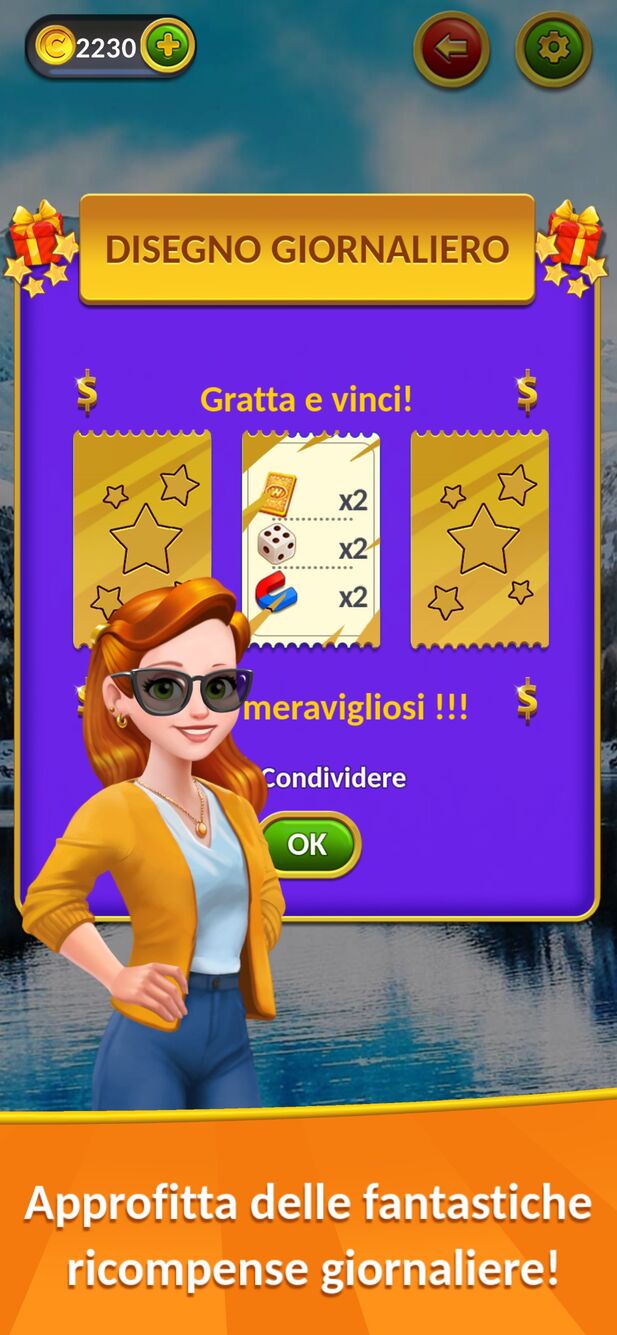 2230
DISEGNO GIORNALIERO
Gratta e vinci!
x2
x2
x2
meravigliosi !!!
Condividere
OK
Approfitta delle fantastiche
ricompense giornaliere!